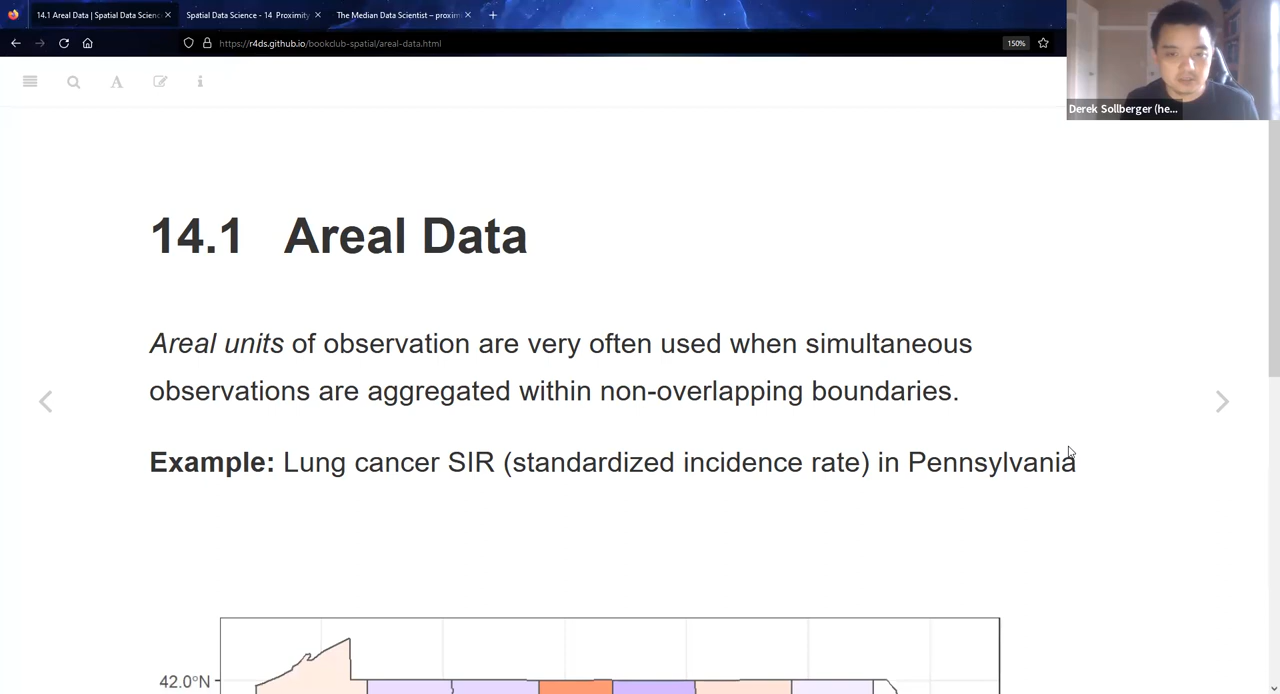 14.1 Areal Data | Spatial Data Scienc
Spatial Data Science - 14 Proximity
The Median Data Scientist – proxim
https://r4ds.github.io/bookclub-spatial/areal-data.html
150%
Derek Sollberger (he...
14.1 Areal Data
Areal units of observation are very often used when simultaneous
observations are aggregated within non-overlapping boundaries.
Example: Lung cancer SIR (standardized incidence rate) in Pennsylvania
42.0°N